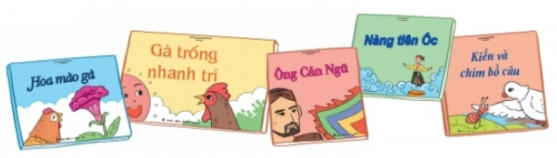 Hoa mào gà
Gà trống
nhanh trí
Ông Cản Ngũ
Nàng tiên Ốc
Kiến và
chim bồ câu